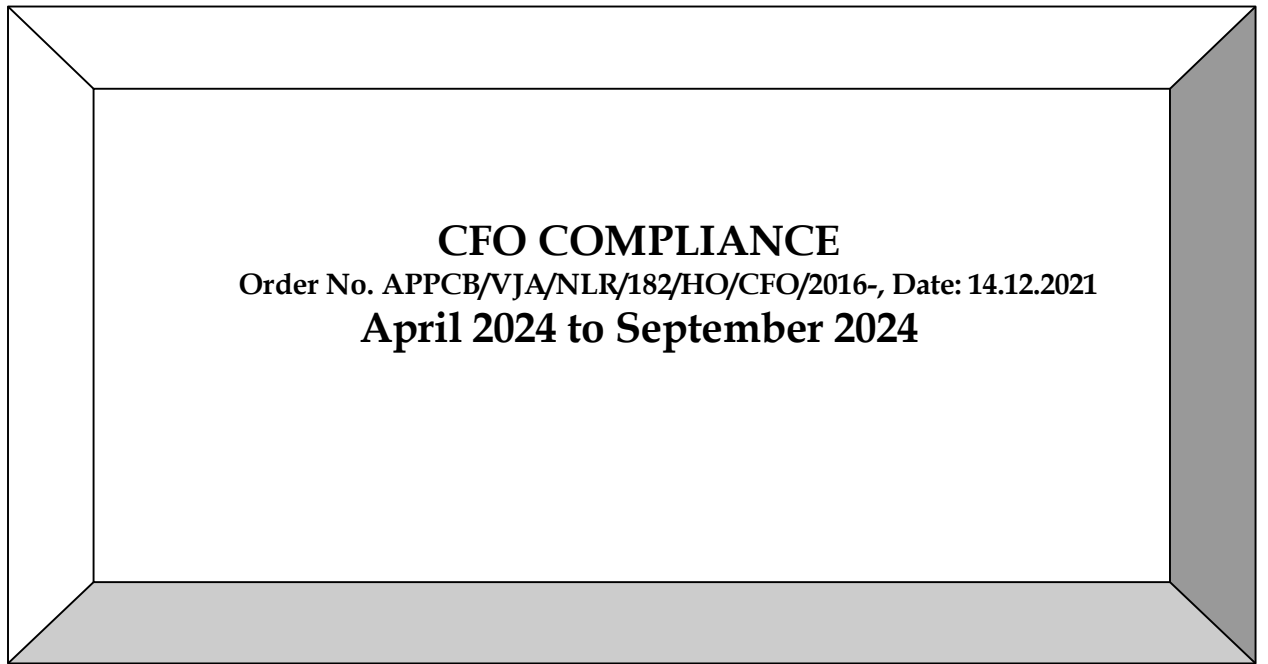 CFO COMPLIANCE
Order No. APPCB/VJA/NLR/182/HO/CFO/2016-, Date: 14.12.2021
April 2024 to September 2024